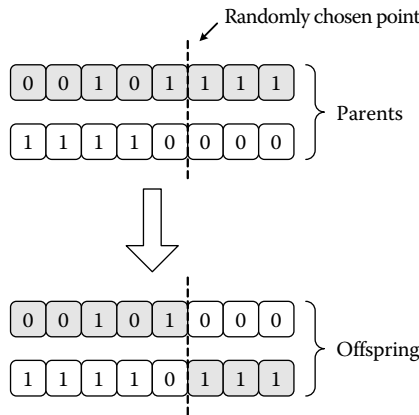 Randomly chosen point
0 0 1 0 1 1 1 1
Parents
1 1 1 1 0 0 0 0
0 0 1 0 1 0 0 0
Offspring
1 1 1 1 0 1 1 1